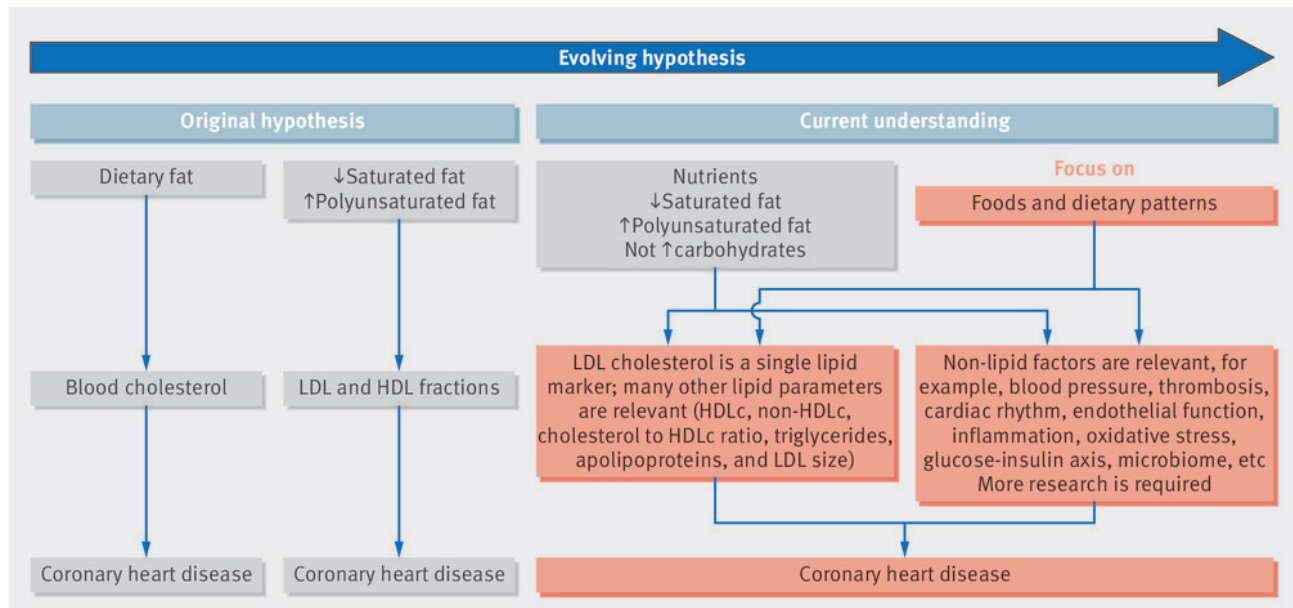 Evolving hypothesis
Original hypothesis
Dietary fat
Blood cholesterol
Coronary heart disease
↓Saturated fat
↑Polyunsaturated fat
LDL and HDL fractions
Coronary heart disease
Current understanding
Nutrients
↓Saturated fat
↑Polyunsaturated fat
Not ↑carbohydrates
Focus on
Foods and dietary patterns
LDL cholesterol is a single lipid
marker; many other lipid parameters
are relevant (HDLc, non-HDLc,
cholesterol to HDLc ratio, triglycerides,
apolipoproteins, and LDL size)
Non-lipid factors are relevant, for
example, blood pressure, thrombosis,
cardiac rhythm, endothelial function,
inflammation, oxidative stress,
glucose-insulin axis, microbiome, etc
More research is required
Coronary heart disease